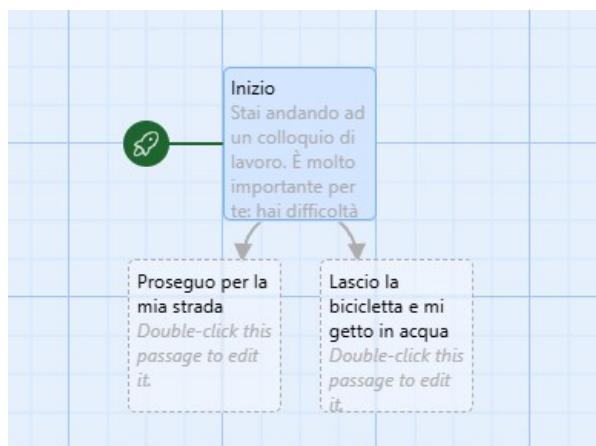 Inizio
Stai andando ad
un colloquio di
lavoro. È molto
importante per
te: hai difficoltà
Proseguo per la
mia strada
Double-click this
passage to edit
it.
Lascio la
bicicletta e mi
getto in acqua
Double-click this
passage to edit
it.